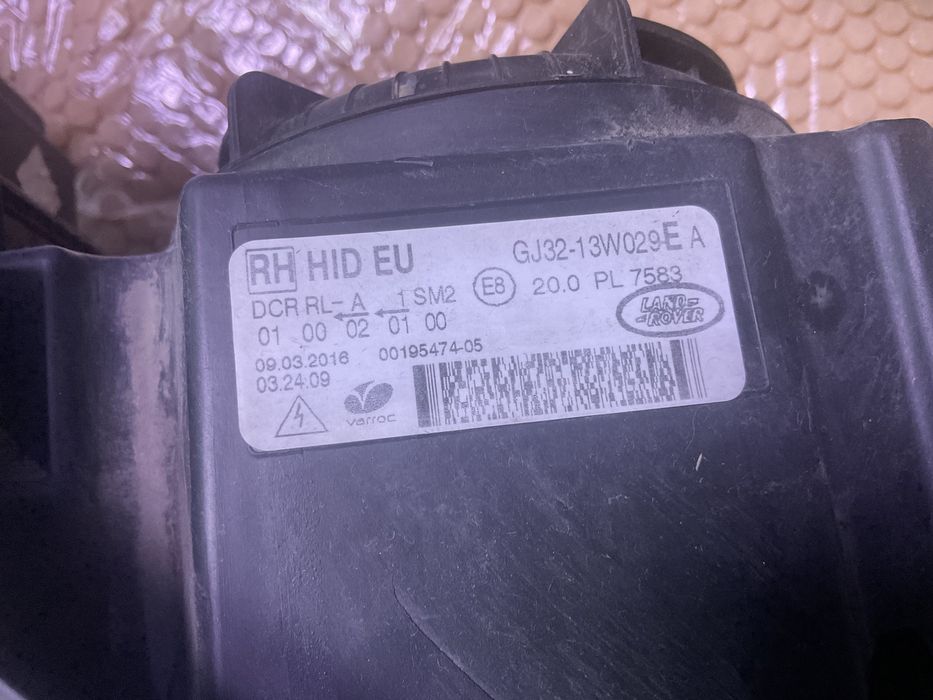 RH HID EU GJ32-13W029-E A
DCR RL-A 1 SM2 E8 20.0 PL 7583
01 00 02 01 00 LAND-
-ROVER
09.03.2016 00195474-05
03.24.09
varroc